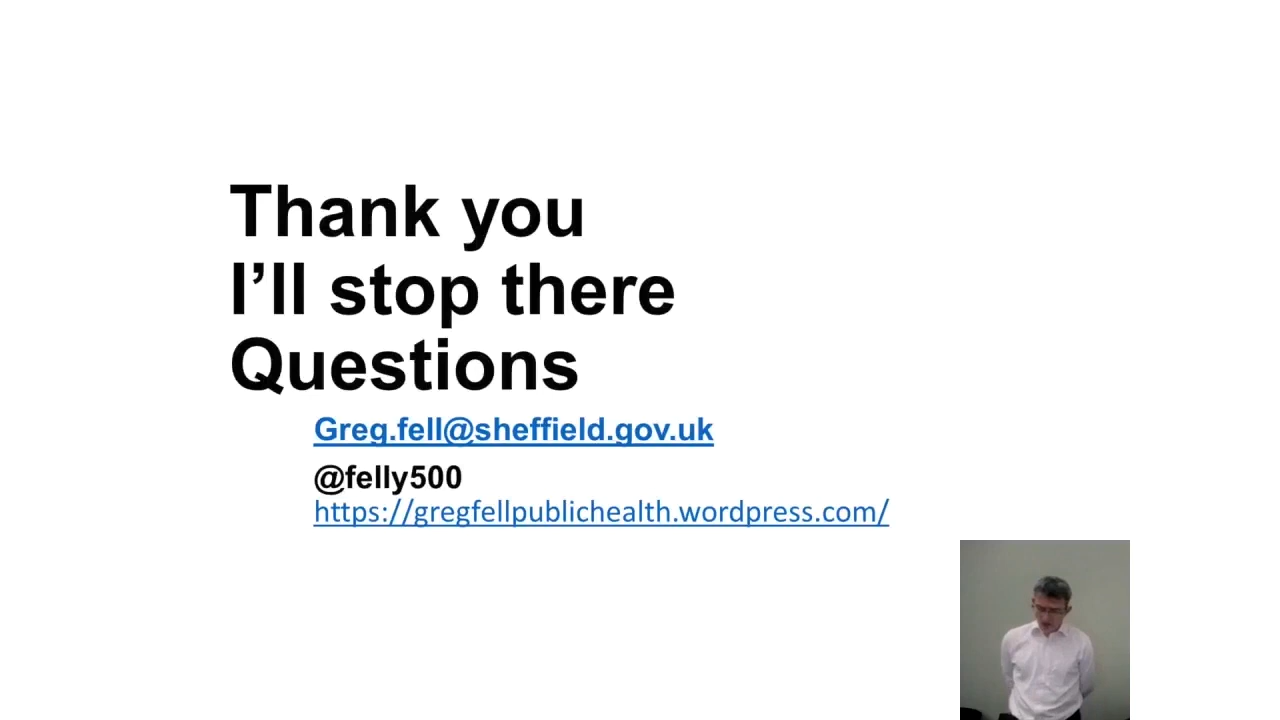 Thank you
I’ll stop there
Questions
Greg.fell@sheffield.gov.uk
@felly500
https://gregfellpublichealth.wordpress.com/